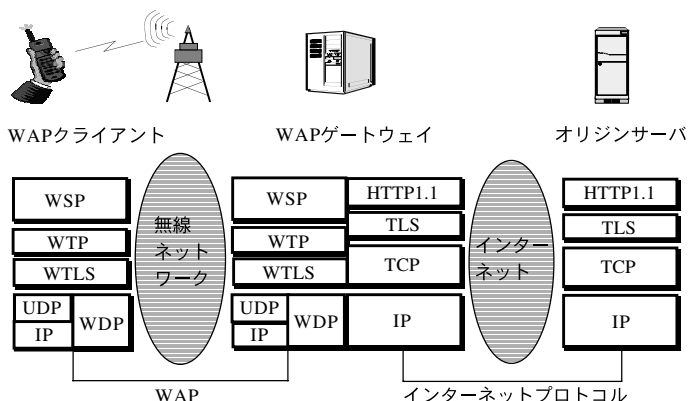 WAPクライアント
WAPゲートウェイ
オリジンサーバ
WSP
WTP
WTLS
UDP
IP
WDP
無線
ネット
ワーク
WSP
WTP
WTLS
UDP
IP
WDP
HTTP1.1
TLS
TCP
IP
インター
ネット
HTTP1.1
TLS
TCP
IP
WAP
インターネットプロトコル